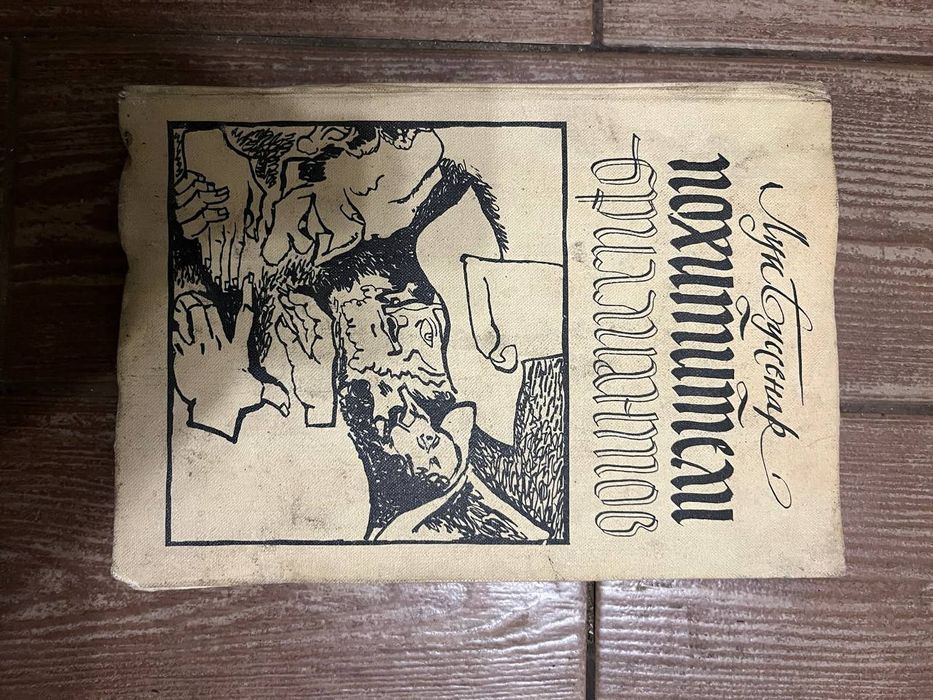 Луи Буссенар
похитители
бриллиантов